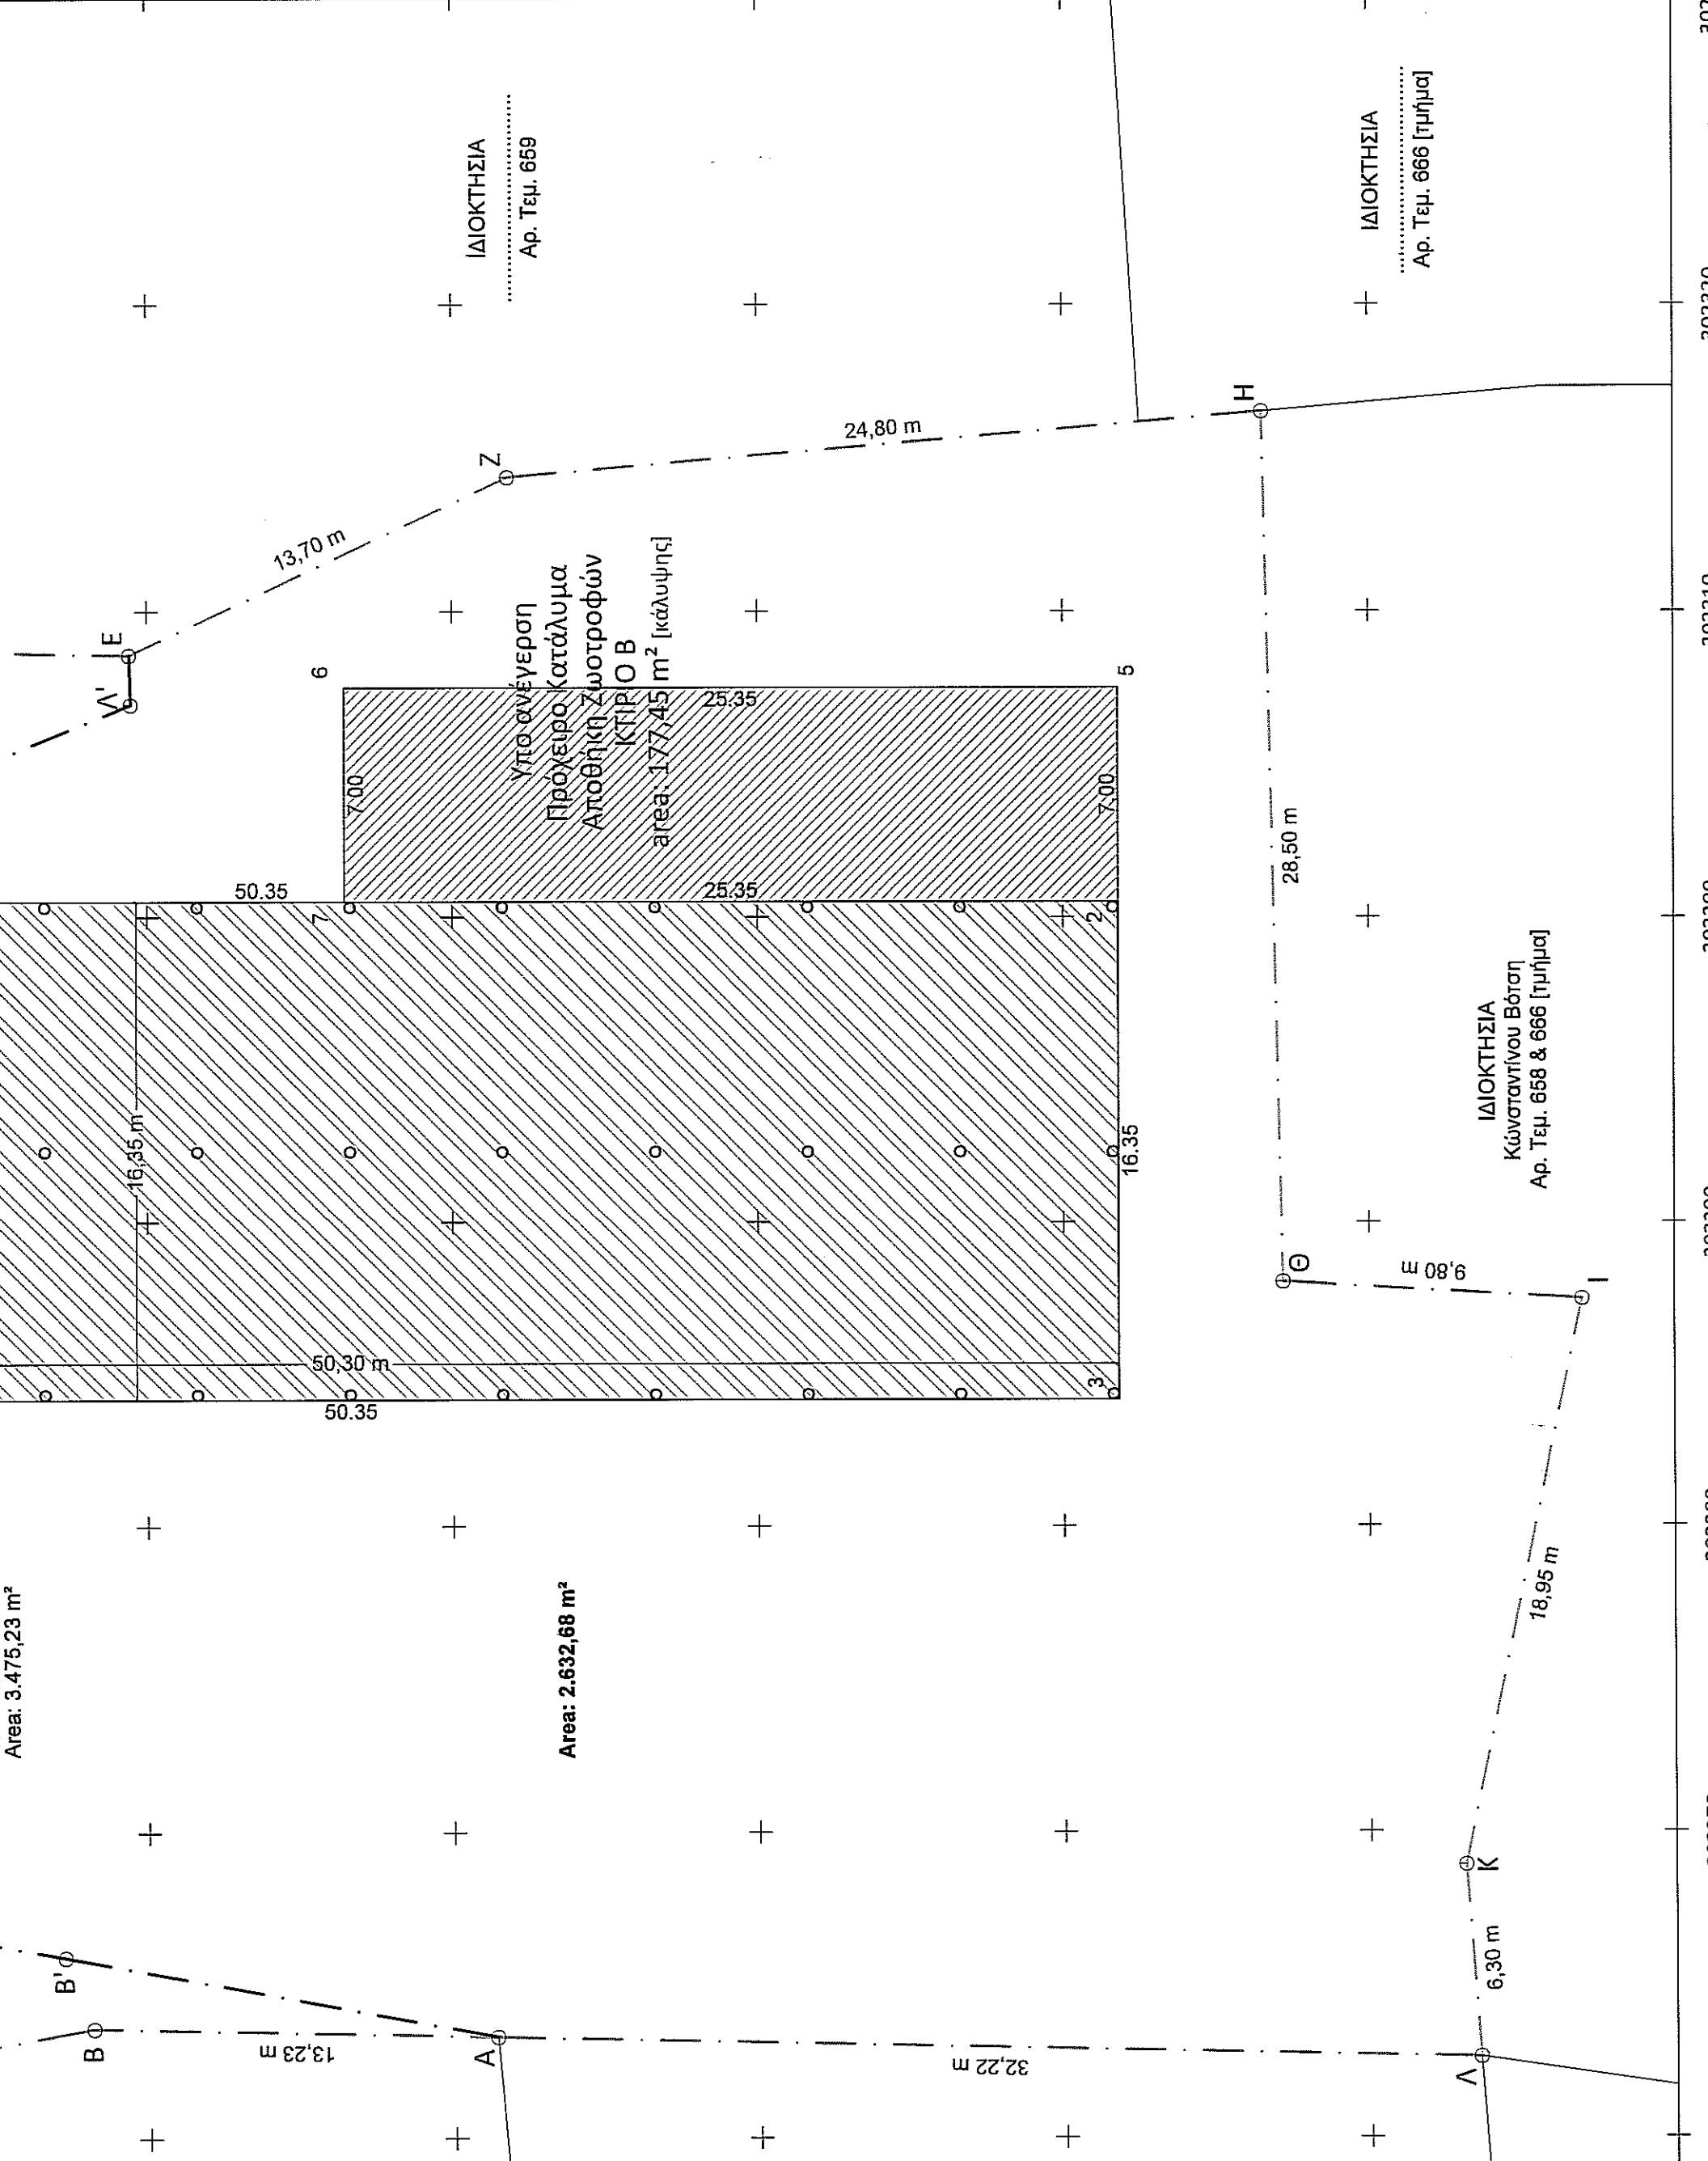 Area: 3.475,23 m²
Area: 2.632,68 m²
B'
B
13,23 m
A
32,22 m
Λ
6,30 m
K
18,95 m
I
9,80 m
Θ
28,50 m
H
24,80 m
Z
13,70 m
E
Λ'
50.35
50,30 m
16,35 m
16.35
3
2
7
50.35
25.35
7.00
7.00
25.35
6
5
Υπο ανέγερση
Πρόχειρο Κατάλυμα
Αποθήκη Ζωοτροφών
ΚΤΙΡΙΟ Β
area: 177,45 m² [κάλυψης]
ΙΔΙΟΚΤΗΣΙΑ
Αρ. Τεμ. 659
ΙΔΙΟΚΤΗΣΙΑ
Αρ. Τεμ. 666 [τμήμα]
ΙΔΙΟΚΤΗΣΙΑ
Κωνσταντίνου Βότση
Αρ. Τεμ. 658 & 666 [τμήμα]